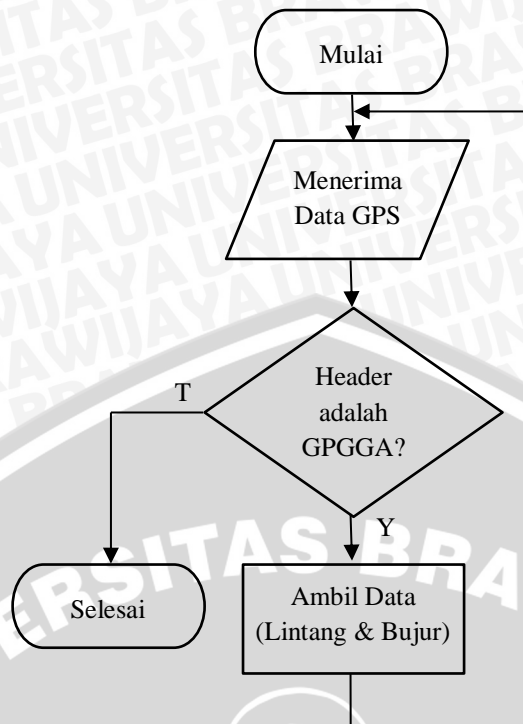 Mulai
Menerima
Data GPS
Header
adalah
GPGGA?
T
Y
Selesai
Ambil Data
(Lintang & Bujur)